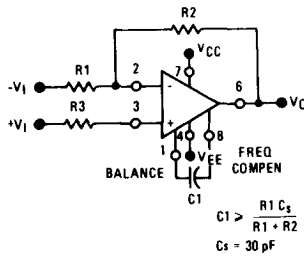 R2
VCC
R1
2
7
6
-VI
VO
R3
3
+VI
1
4
8
VEE
FREQ
COMPEN
BALANCE
C1
C1 ⩾ R1 Cs / R1 + R2
Cs = 30 pF
-
+